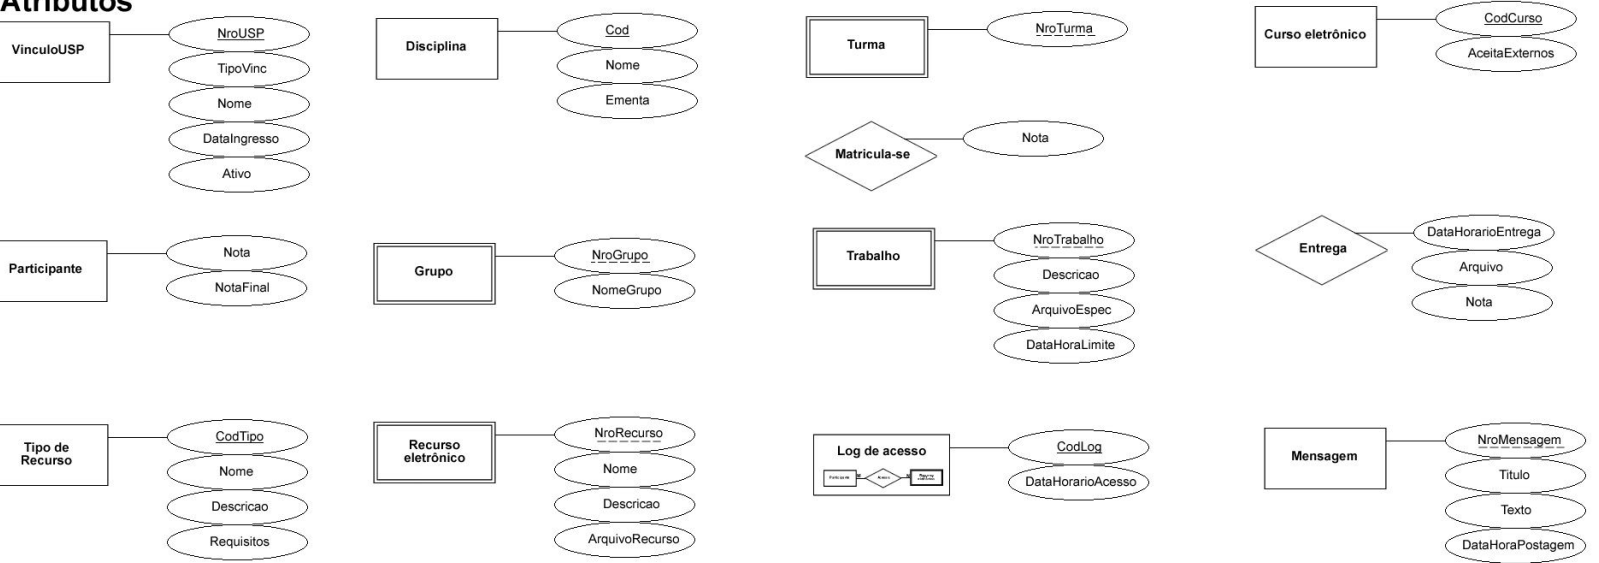 Atributos
VinculoUSP
NroUSP
TipoVinc
Nome
DataIngresso
Ativo
Disciplina
Cod
Nome
Ementa
Turma
NroTurma
Curso eletrônico
CodCurso
AceitaExternos
Matricula-se
Nota
Participante
Nota
NotaFinal
Grupo
NroGrupo
NomeGrupo
Trabalho
NroTrabalho
Descricao
ArquivoEspec
DataHoraLimite
Entrega
DataHorarioEntrega
Arquivo
Nota
Tipo de
Recurso
CodTipo
Nome
Descricao
Requisitos
Recurso
eletrônico
NroRecurso
Nome
Descricao
ArquivoRecurso
Log de acesso
CodLog
DataHorarioAcesso
Mensagem
NroMensagem
Titulo
Texto
DataHoraPostagem